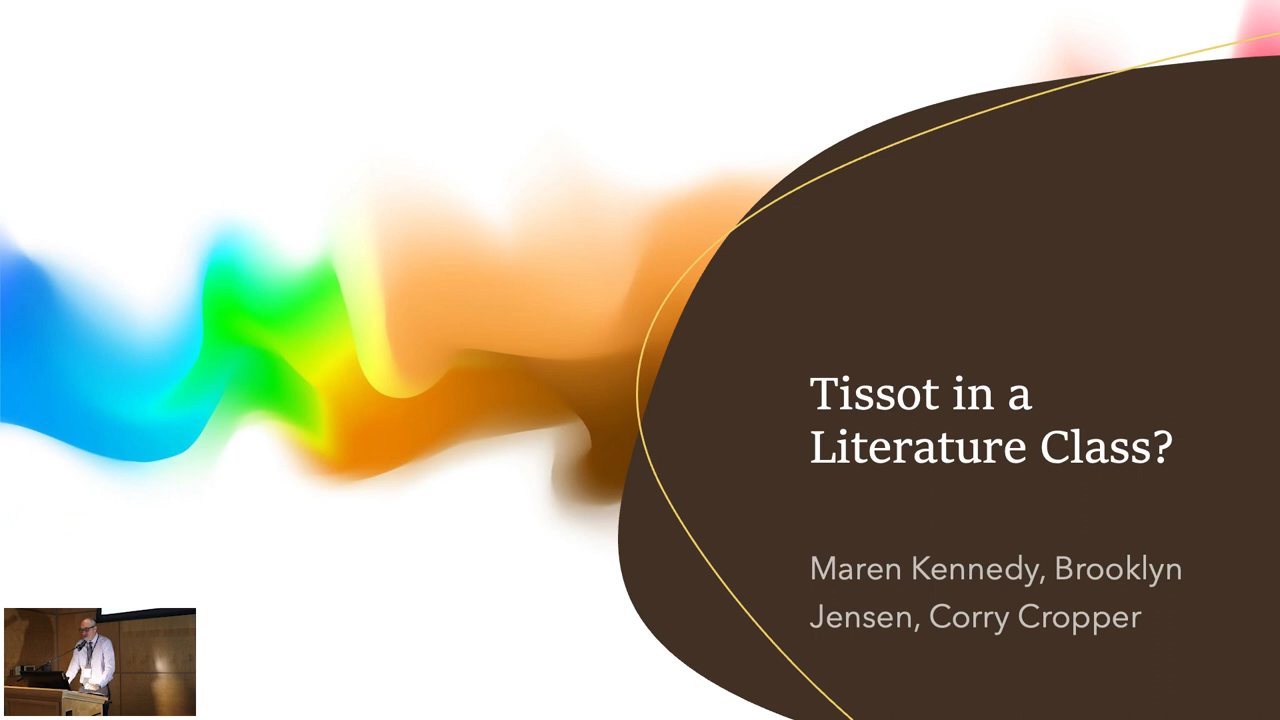 Tissot in a
Literature Class?
Maren Kennedy, Brooklyn
Jensen, Corry Cropper